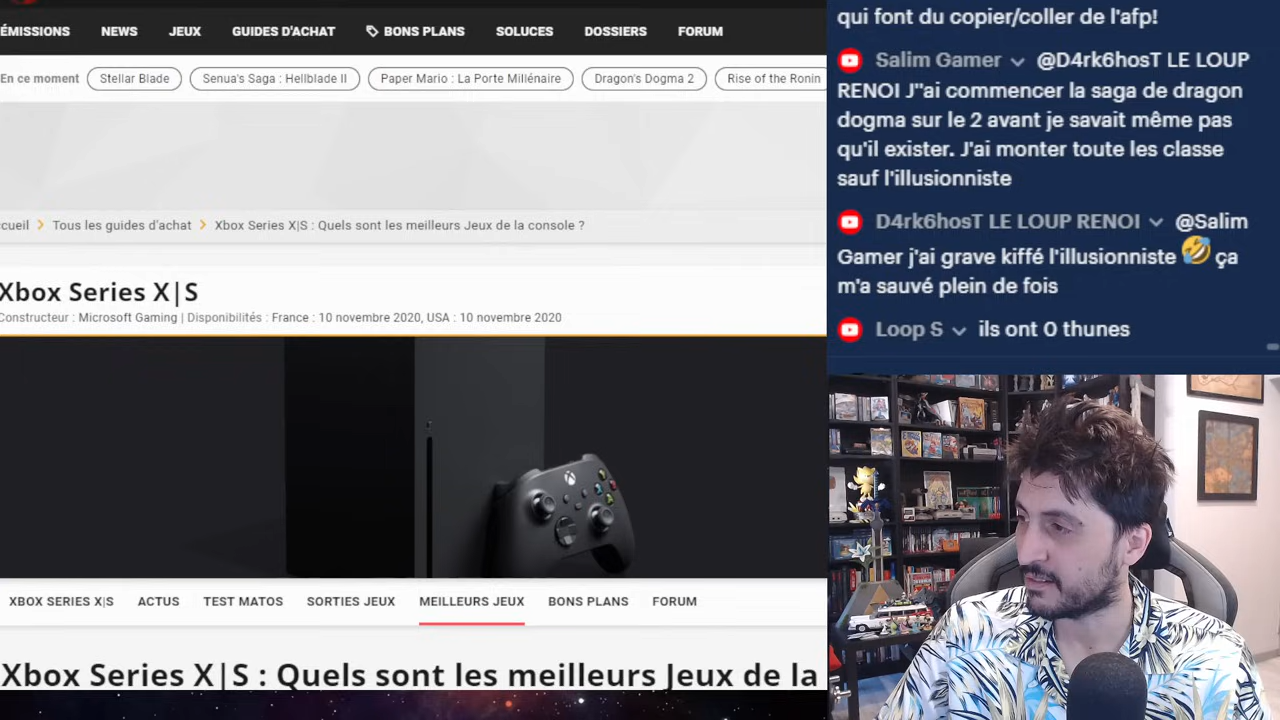 ÉMISSIONS NEWS JEUX GUIDES D'ACHAT BONS PLANS SOLUCES DOSSIERS FORUM
En ce moment Stellar Blade Senua's Saga : Hellblade II Paper Mario : La Porte Millénaire Dragon's Dogma 2 Rise of the Ronin
cueil Tous les guides d'achat Xbox Series X|S : Quels sont les meilleurs Jeux de la console ?
Xbox Series X|S
Constructeur : Microsoft Gaming | Disponibilités : France : 10 novembre 2020, USA : 10 novembre 2020
XBOX SERIES X|S ACTUS TEST MATOS SORTIES JEUX MEILLEURS JEUX BONS PLANS FORUM
Xbox Series X|S : Quels sont les meilleurs Jeux de la
qui font du copier/coller de l'afp!
Salim Gamer @D4rk6hosT LE LOUP
RENOI J"ai commencer la saga de dragon
dogma sur le 2 avant je savait même pas
qu'il exister. J'ai monter toute les classe
sauf l'illusionniste
D4rk6hosT LE LOUP RENOI @Salim
Gamer j'ai grave kiffé l'illusionniste 🤣 ça
m'a sauvé plein de fois
Loop S ils ont 0 thunes